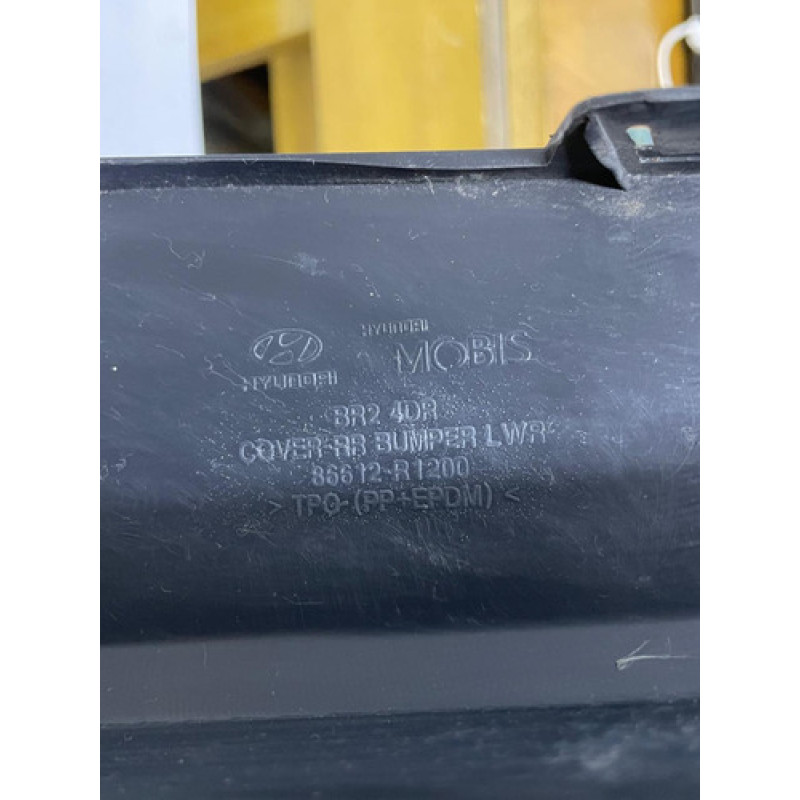 HYUNDAI
HYUNDAI
MOBIS
BR2 4DR
COVER-RR BUMPER LWR
86612-R1200
> TPO-(PP+EPDM) <